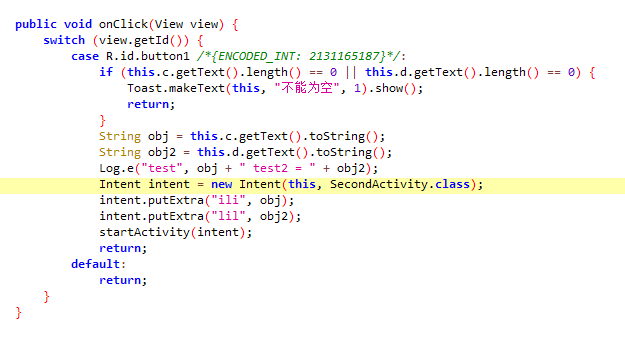 public void onClick(View view) {
    switch (view.getId()) {
        case R.id.button1 /*{ENCODED_INT: 2131165187}*/:
            if (this.c.getText().length() == 0 || this.d.getText().length() == 0) {
                Toast.makeText(this, "不能为空", 1).show();
                return;
            }
            String obj = this.c.getText().toString();
            String obj2 = this.d.getText().toString();
            Log.e("test", obj + " test2 = " + obj2);
            Intent intent = new Intent(this, SecondActivity.class);
            intent.putExtra("ili", obj);
            intent.putExtra("lil", obj2);
            startActivity(intent);
            return;
        default:
            return;
    }
}